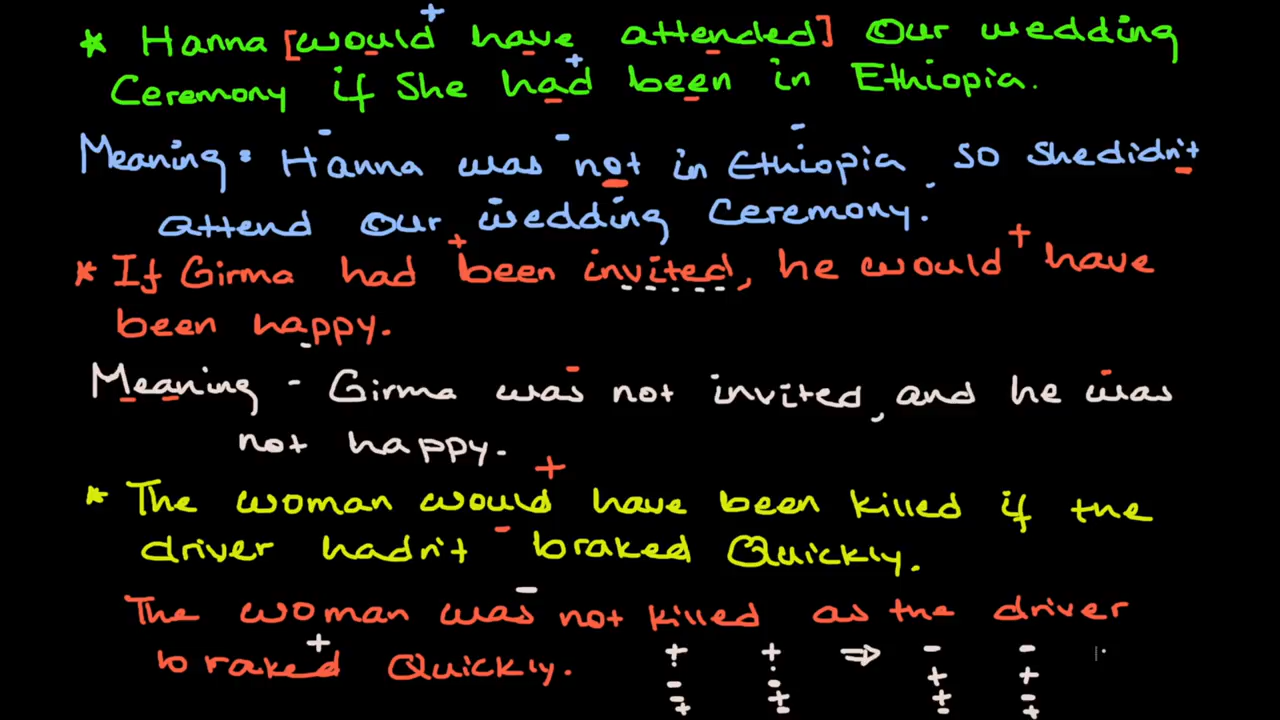 * Hanna [would have attended] Our wedding
Ceremony if She had been in Ethiopia.
Meaning: Hanna was not in Ethiopia, so She didn't
attend Our wedding Ceremony.
* If Girma had been invited, he would have
been happy.
Meaning - Girma was not invited, and he was
not happy.
* The woman would have been killed if the
driver hadn't braked Quickly.
The woman was not killed as the driver
braked Quickly.
+ + ⇒ - -
- - + +
- + + -
+ - - +